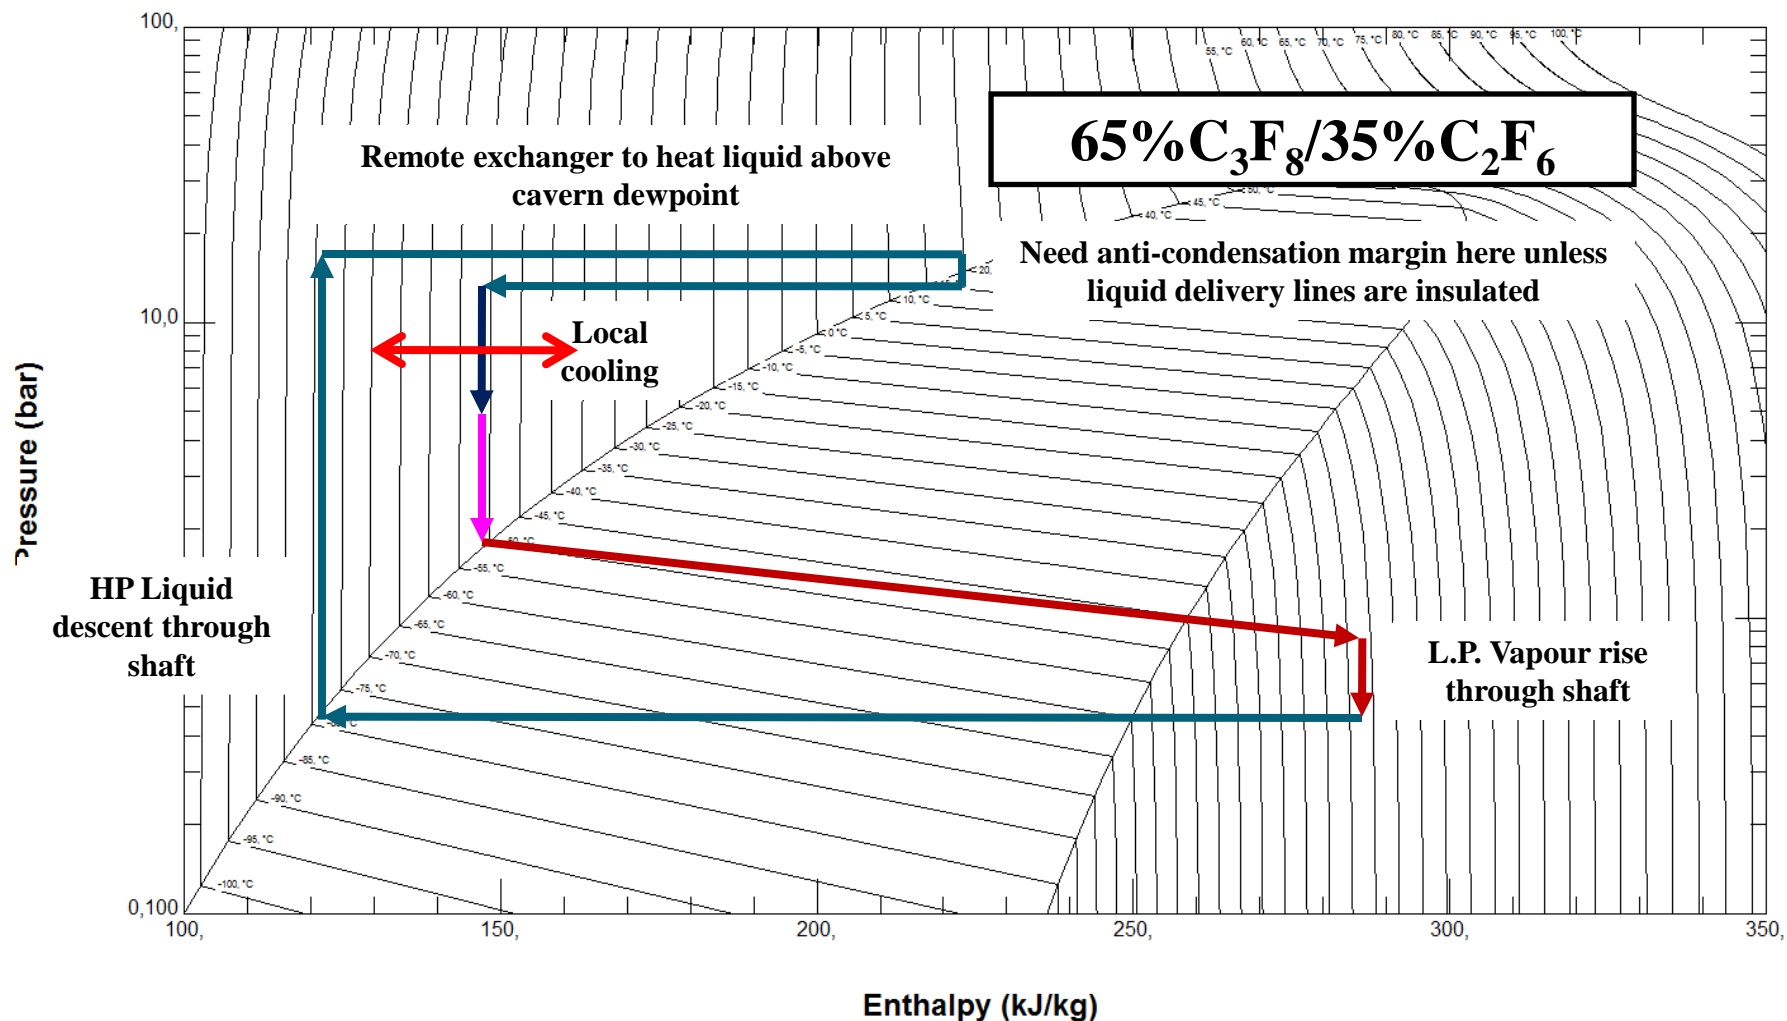 100,
55, °C
60, °C
65, °C
70, °C
75, °C
80, °C
85, °C
90, °C
95, °C
100, °C
65%C₃F₈/35%C₂F₆
Remote exchanger to heat liquid above
cavern dewpoint
50, °C
45, °C
40, °C
Need anti-condensation margin here unless
liquid delivery lines are insulated
20,
10, °C
5, °C
0 °C
-5, °C
-10, °C
-15, °C
-20, °C
-25, °C
-30, °C
-35, °C
-40, °C
-45, °C
-55, °C
-60, °C
-65, °C
-70, °C
-75, °C
-85, °C
-90, °C
-95, °C
-100, °C
10,0
Local
cooling
Pressure (bar)
HP Liquid
descent through
shaft
L.P. Vapour rise
through shaft
0,100
100,
150,
200,
250,
300,
350,
Enthalpy (kJ/kg)